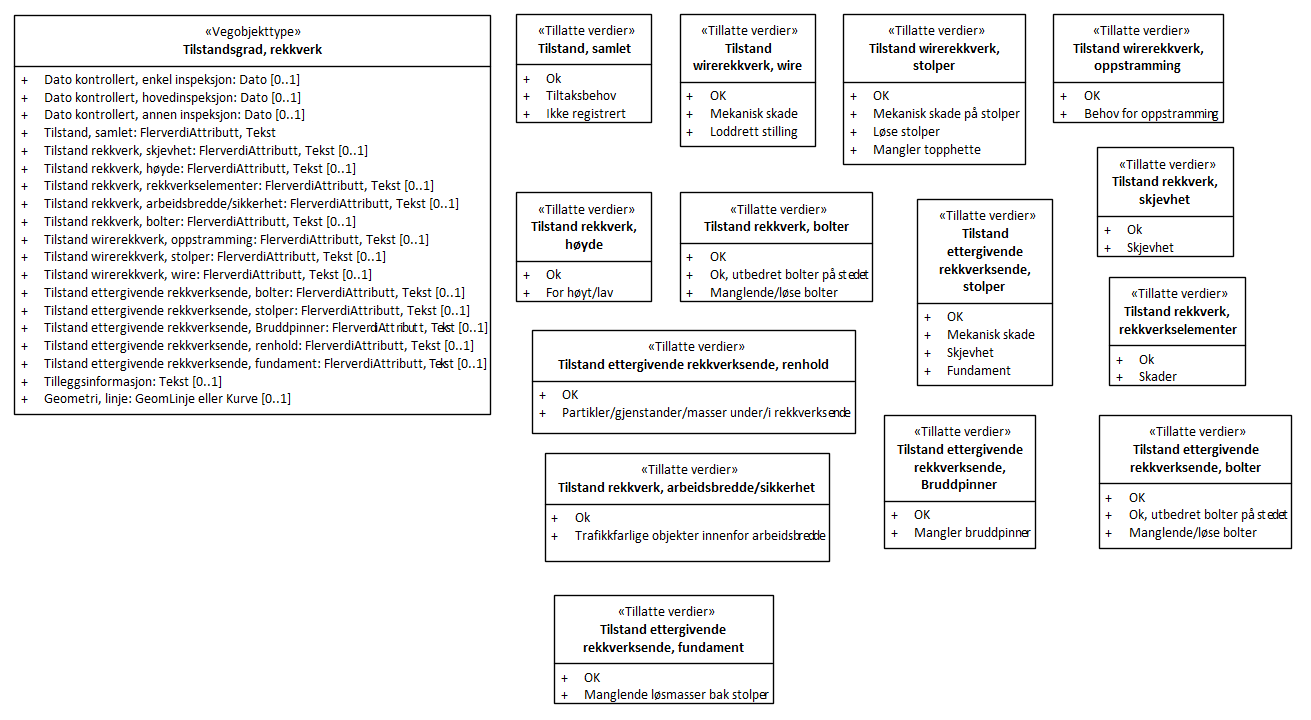 «Vegobjekttype»
Tilstandsgrad, rekkverk
+ Dato kontrollert, enkel inspeksjon: Dato [0..1]
+ Dato kontrollert, hovedinspeksjon: Dato [0..1]
+ Dato kontrollert, annen inspeksjon: Dato [0..1]
+ Tilstand, samlet: FlerverdiAttributt, Tekst
+ Tilstand rekkverk, skjevhet: FlerverdiAttributt, Tekst [0..1]
+ Tilstand rekkverk, høyde: FlerverdiAttributt, Tekst [0..1]
+ Tilstand rekkverk, rekkverkselementer: FlerverdiAttributt, Tekst [0..1]
+ Tilstand rekkverk, arbeidsbredde/sikkerhet: FlerverdiAttributt, Tekst [0..1]
+ Tilstand rekkverk, bolter: FlerverdiAttributt, Tekst [0..1]
+ Tilstand wirerekkverk, oppstramming: FlerverdiAttributt, Tekst [0..1]
+ Tilstand wirerekkverk, stolper: FlerverdiAttributt, Tekst [0..1]
+ Tilstand wirerekkverk, wire: FlerverdiAttributt, Tekst [0..1]
+ Tilstand ettergivende rekkverksende, bolter: FlerverdiAttributt, Tekst [0..1]
+ Tilstand ettergivende rekkverksende, stolper: FlerverdiAttributt, Tekst [0..1]
+ Tilstand ettergivende rekkverksende, Bruddpinner: FlerverdiAttributt, Tekst [0..1]
+ Tilstand ettergivende rekkverksende, renhold: FlerverdiAttributt, Tekst [0..1]
+ Tilstand ettergivende rekkverksende, fundament: FlerverdiAttributt, Tekst [0..1]
+ Tilleggsinformasjon: Tekst [0..1]
+ Geometri, linje: GeomLinje eller Kurve [0..1]
«Tillatte verdier»
Tilstand, samlet
+ Ok
+ Tiltaksbehov
+ Ikke registrert
«Tillatte verdier»
Tilstand
wirerekkverk, wire
+ OK
+ Mekanisk skade
+ Loddrett stilling
«Tillatte verdier»
Tilstand wirerekkverk,
stolper
+ OK
+ Mekanisk skade på stolper
+ Løse stolper
+ Mangler topphette
«Tillatte verdier»
Tilstand wirerekkverk,
oppstramming
+ OK
+ Behov for oppstramming
«Tillatte verdier»
Tilstand rekkverk,
skjevhet
+ Ok
+ Skjevhet
«Tillatte verdier»
Tilstand rekkverk,
høyde
+ Ok
+ For høyt/lav
«Tillatte verdier»
Tilstand rekkverk, bolter
+ OK
+ Ok, utbedret bolter på stedet
+ Manglende/løse bolter
«Tillatte verdier»
Tilstand
ettergivende
rekkverksende,
stolper
+ OK
+ Mekanisk skade
+ Skjevhet
+ Fundament
«Tillatte verdier»
Tilstand rekkverk,
rekkverkselementer
+ Ok
+ Skader
«Tillatte verdier»
Tilstand ettergivende rekkverksende, renhold
+ OK
+ Partikler/gjenstander/masser under/i rekkverksende
«Tillatte verdier»
Tilstand rekkverk, arbeidsbredde/sikkerhet
+ Ok
+ Trafikkfarlige objekter innenfor arbeidsbredde
«Tillatte verdier»
Tilstand ettergivende
rekkverksende,
Bruddpinner
+ OK
+ Mangler bruddpinner
«Tillatte verdier»
Tilstand ettergivende
rekkverksende, bolter
+ OK
+ Ok, utbedret bolter på stedet
+ Manglende/løse bolter
«Tillatte verdier»
Tilstand ettergivende
rekkverksende, fundament
+ OK
+ Manglende løsmasser bak stolper